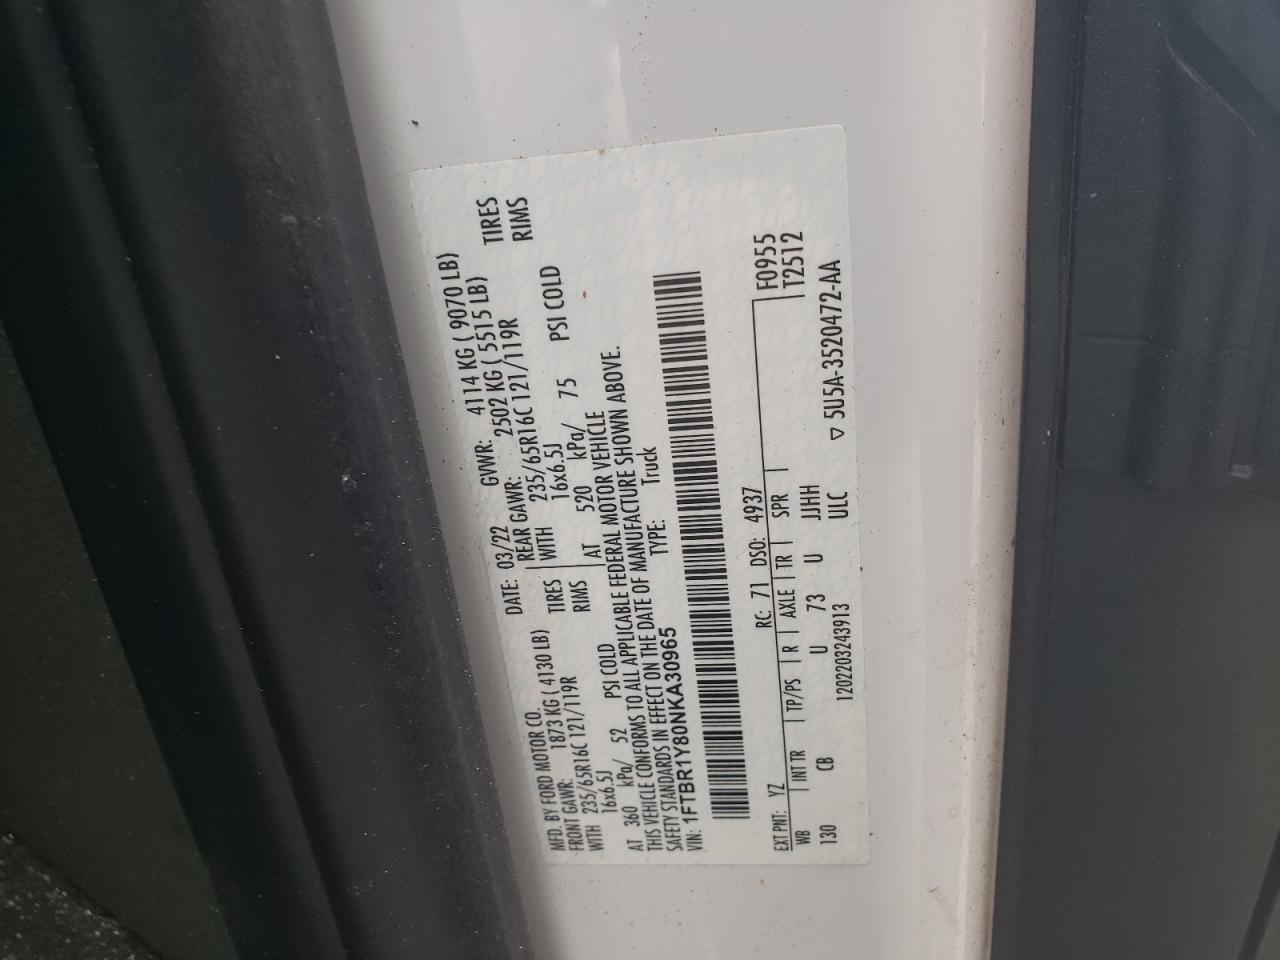 MFD. BY FORD MOTOR CO. DATE: 03/22 GVWR: 4114 KG ( 9070 LB)
FRONT GAWR: 1873 KG ( 4130 LB) REAR GAWR: 2502 KG ( 5515 LB)
WITH 235/65R16C 121/119R TIRES WITH 235/65R16C 121/119R TIRES
16x6.5J RIMS 16x6.5J RIMS
AT 360 kPa/ 52 PSI COLD AT 520 kPa/ 75 PSI COLD
THIS VEHICLE CONFORMS TO ALL APPLICABLE FEDERAL MOTOR VEHICLE
SAFETY STANDARDS IN EFFECT ON THE DATE OF MANUFACTURE SHOWN ABOVE.
VIN: 1FTBR1Y80NKA30965 TYPE: Truck
F0955
T2512
EXT PNT: YZ RC: 71 DSO: 4937
WB INT TR TP/PS R AXLE TR SPR
130 CB U 73 U JJHH
1202203243913 ULC ▽ 5U5A-3520472-AA